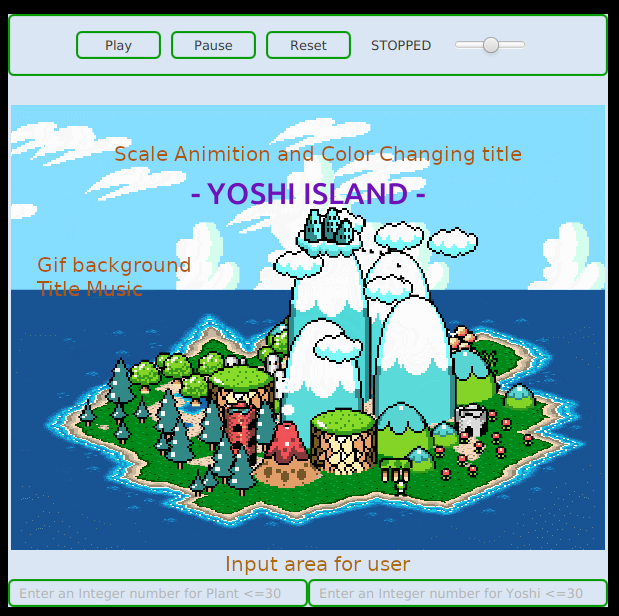 Play Pause Reset STOPPED
Scale Animition and Color Changing title
- YOSHI ISLAND -
Gif background
Title Music
Input area for user
Enter an Integer number for Plant <=30 Enter an Integer number for Yoshi <=30